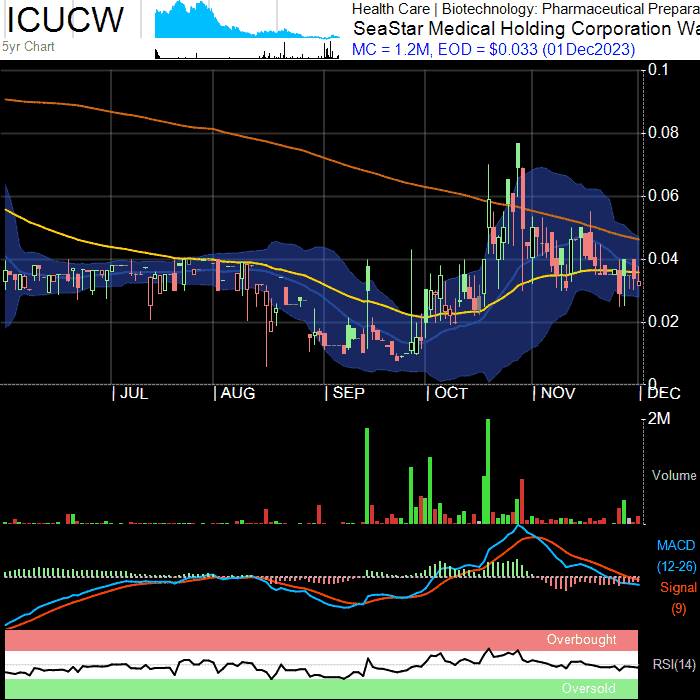 ICUCW
5yr Chart
Health Care | Biotechnology: Pharmaceutical Prepara
SeaStar Medical Holding Corporation Wa
MC = 1.2M, EOD = $0.033 (01Dec2023)
0.1
0.08
0.06
0.04
0.02
0
JUL AUG SEP OCT NOV DEC
2M
Volume
MACD
(12-26)
Signal
(9)
Overbought
RSI(14)
Oversold